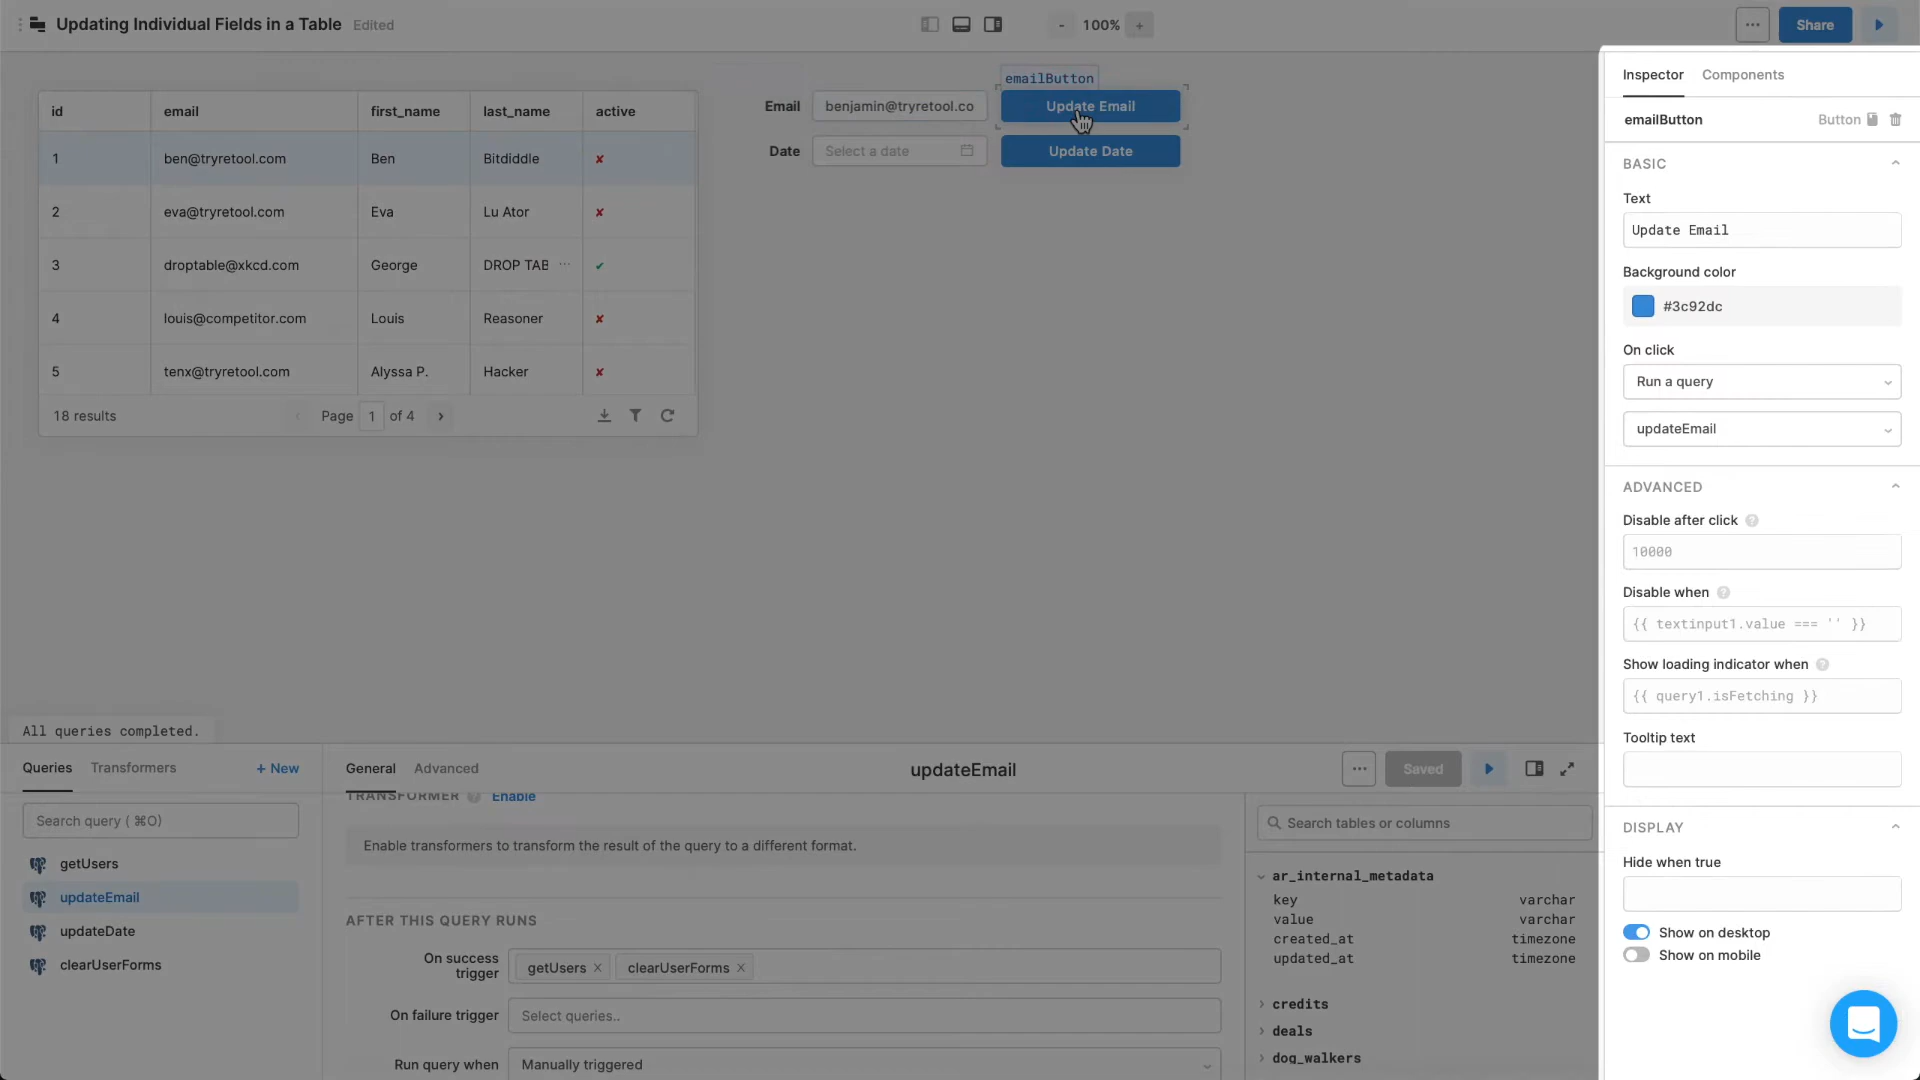 Updating Individual Fields in a Table Edited
- 100% +
Share
id email first_name last_name active
1 ben@tryretool.com Ben Bitdiddle ✘
2 eva@tryretool.com Eva Lu Ator ✘
3 droptable@xkcd.com George DROP TAB ... ✔
4 louis@competitor.com Louis Reasoner ✘
5 tenx@tryretool.com Alyssa P. Hacker ✘
18 results
‹ Page 1 of 4 ›
emailButton
Email benjamin@tryretool.co Update Email
Date Select a date Update Date
All queries completed.
Queries Transformers + New
Search query ( ⌘O)
getUsers
updateEmail
updateDate
clearUserForms
General Advanced
updateEmail
Saved
TRANSFORMER ? Enable
Enable transformers to transform the result of the query to a different format.
AFTER THIS QUERY RUNS
On success trigger getUsers × clearUserForms ×
On failure trigger Select queries..
Run query when Manually triggered
Search tables or columns
ar_internal_metadata
key varchar
value varchar
created_at timezone
updated_at timezone
credits
deals
dog_walkers
Inspector Components
emailButton Button
BASIC
Text
Update Email
Background color
#3c92dc
On click
Run a query
updateEmail
ADVANCED
Disable after click ?
10000
Disable when ?
{{ textinput1.value === '' }}
Show loading indicator when ?
{{ query1.isFetching }}
Tooltip text
DISPLAY
Hide when true
Show on desktop
Show on mobile